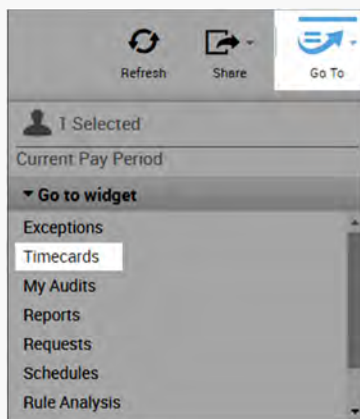 Refresh Share Go To
1 Selected
Current Pay Period
Go to widget
Exceptions
Timecards
My Audits
Reports
Requests
Schedules
Rule Analysis